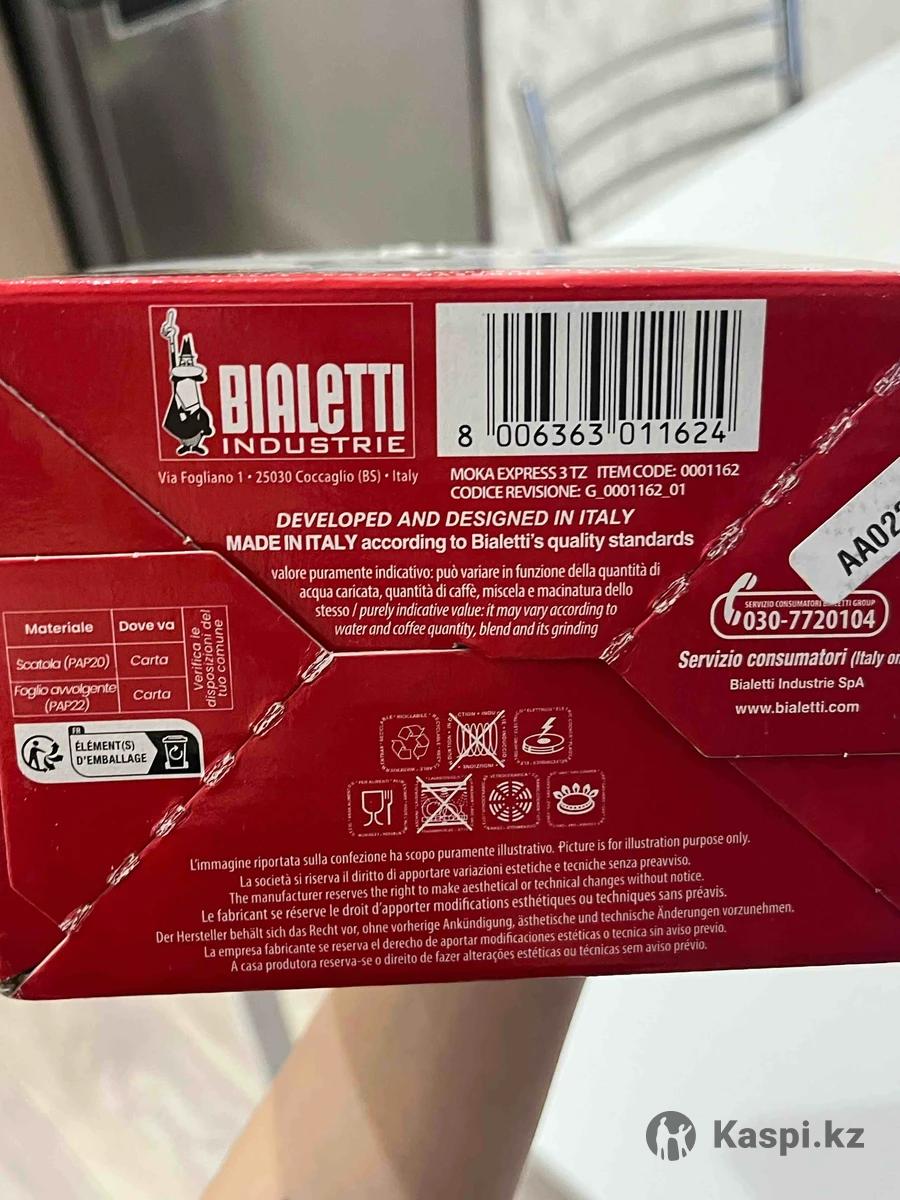 BIALETTI
INDUSTRIE
Via Fogliano 1 • 25030 Coccaglio (BS) • Italy
8 006363 011624
MOKA EXPRESS 3 TZ ITEM CODE: 0001162
CODICE REVISIONE: G_0001162_01
DEVELOPED AND DESIGNED IN ITALY
MADE IN ITALY according to Bialetti's quality standards
valore puramente indicativo: può variare in funzione della quantità di
acqua caricata, quantità di caffè, miscela e macinatura dello
stesso / purely indicative value: it may vary according to
water and coffee quantity, blend and its grinding
AA02
SERVIZIO CONSUMATORI BIALETTI GROUP
030-7720104
Servizio consumatori (Italy on
Bialetti Industrie SpA
www.bialetti.com
Materiale Dove va
Scatola (PAP20) Carta
Foglio avvolgente Carta
(PAP22)
Verifica le
disposizioni del
tuo comune
FR
ÉLÉMENT(S)
D'EMBALLAGE
L'immagine riportata sulla confezione ha scopo puramente illustrativo. Picture is for illustration purpose only.
La società si riserva il diritto di apportare variazioni estetiche e tecniche senza preavviso.
The manufacturer reserves the right to make aesthetical or technical changes without notice.
Le fabricant se réserve le droit d'apporter modifications esthétiques ou techniques sans préavis.
Der Hersteller behält sich das Recht vor, ohne vorherige Ankündigung, ästhetische und technische Änderungen vorzunehmen.
La empresa fabricante se reserva el derecho de aportar modificaciones estéticas o tecnica sin aviso previo.
A casa produtora reserva-se o direito de fazer alterações estéticas ou técnicas sem aviso prévio.
Kaspi.kz